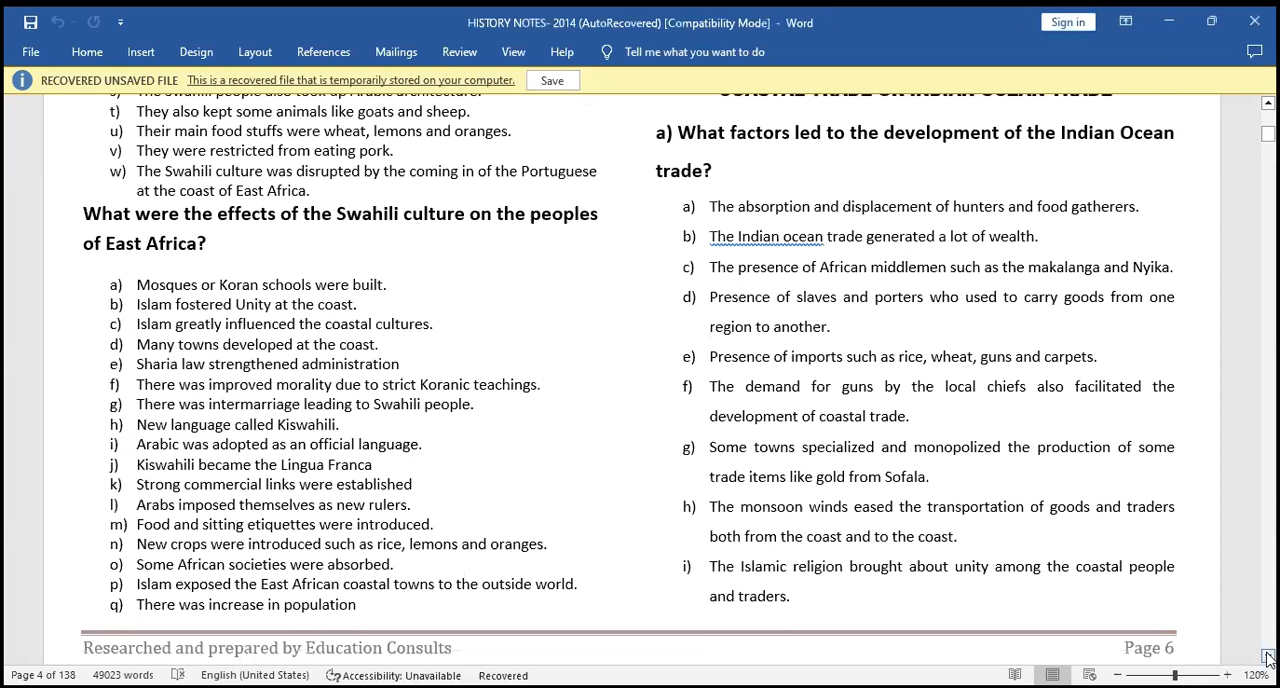 HISTORY NOTES- 2014 (AutoRecovered) [Compatibility Mode] - Word
Sign in
File Home Insert Design Layout References Mailings Review View Help Tell me what you want to do
RECOVERED UNSAVED FILE This is a recovered file that is temporarily stored on your computer. Save
t) They also kept some animals like goats and sheep.
u) Their main food stuffs were wheat, lemons and oranges.
v) They were restricted from eating pork.
w) The Swahili culture was disrupted by the coming in of the Portuguese
at the coast of East Africa.
What were the effects of the Swahili culture on the peoples
of East Africa?
a) Mosques or Koran schools were built.
b) Islam fostered Unity at the coast.
c) Islam greatly influenced the coastal cultures.
d) Many towns developed at the coast.
e) Sharia law strengthened administration
f) There was improved morality due to strict Koranic teachings.
g) There was intermarriage leading to Swahili people.
h) New language called Kiswahili.
i) Arabic was adopted as an official language.
j) Kiswahili became the Lingua Franca
k) Strong commercial links were established
l) Arabs imposed themselves as new rulers.
m) Food and sitting etiquettes were introduced.
n) New crops were introduced such as rice, lemons and oranges.
o) Some African societies were absorbed.
p) Islam exposed the East African coastal towns to the outside world.
q) There was increase in population
COASTAL TRADE OR INDIAN OCEAN TRADE
a) What factors led to the development of the Indian Ocean
trade?
a) The absorption and displacement of hunters and food gatherers.
b) The Indian ocean trade generated a lot of wealth.
c) The presence of African middlemen such as the makalanga and Nyika.
d) Presence of slaves and porters who used to carry goods from one
region to another.
e) Presence of imports such as rice, wheat, guns and carpets.
f) The demand for guns by the local chiefs also facilitated the
development of coastal trade.
g) Some towns specialized and monopolized the production of some
trade items like gold from Sofala.
h) The monsoon winds eased the transportation of goods and traders
both from the coast and to the coast.
i) The Islamic religion brought about unity among the coastal people
and traders.
Researched and prepared by Education Consults Page 6
Page 4 of 138 49023 words English (United States) Accessibility: Unavailable Recovered 120%